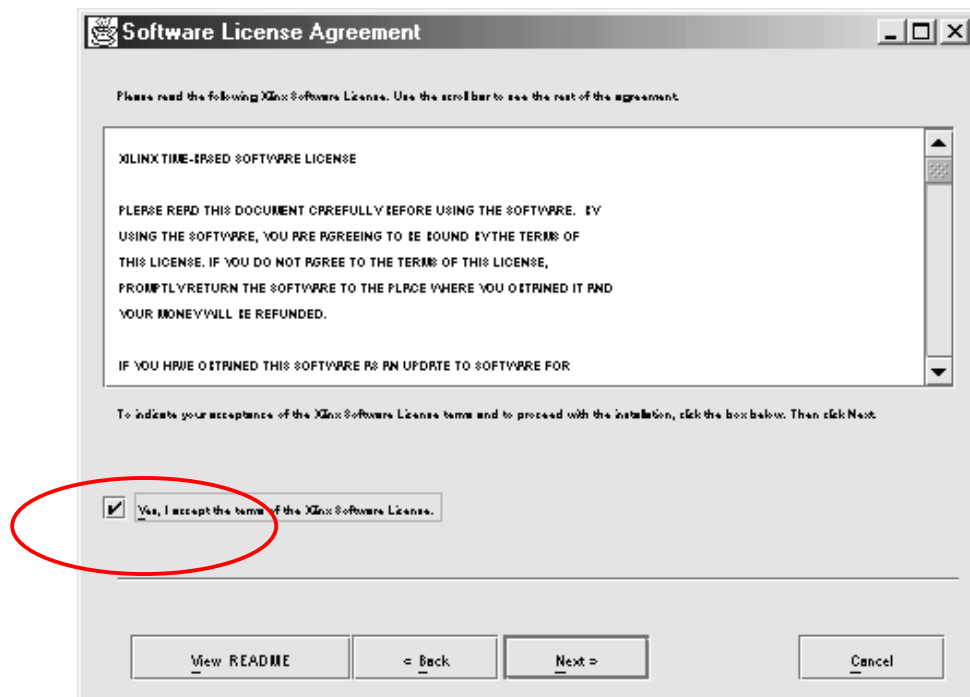 Software License Agreement
Please read the following Xilinx Software License. Use the scroll bar to see the rest of the agreement.
XILINX TIME-BASED SOFTWARE LICENSE
PLEASE READ THIS DOCUMENT CAREFULLY BEFORE USING THE SOFTWARE. BY
USING THE SOFTWARE, YOU ARE AGREEING TO BE BOUND BY THE TERMS OF
THIS LICENSE. IF YOU DO NOT AGREE TO THE TERMS OF THIS LICENSE,
PROMPTLY RETURN THE SOFTWARE TO THE PLACE WHERE YOU OBTAINED IT AND
YOUR MONEY WILL BE REFUNDED.
IF YOU HAVE OBTAINED THIS SOFTWARE AS AN UPDATE TO SOFTWARE FOR
To indicate your acceptance of the Xilinx Software License terms and to proceed with the installation, click the box below. Then click Next.
Yes, I accept the terms of the Xilinx Software License.
View README
< Back
Next >
Cancel